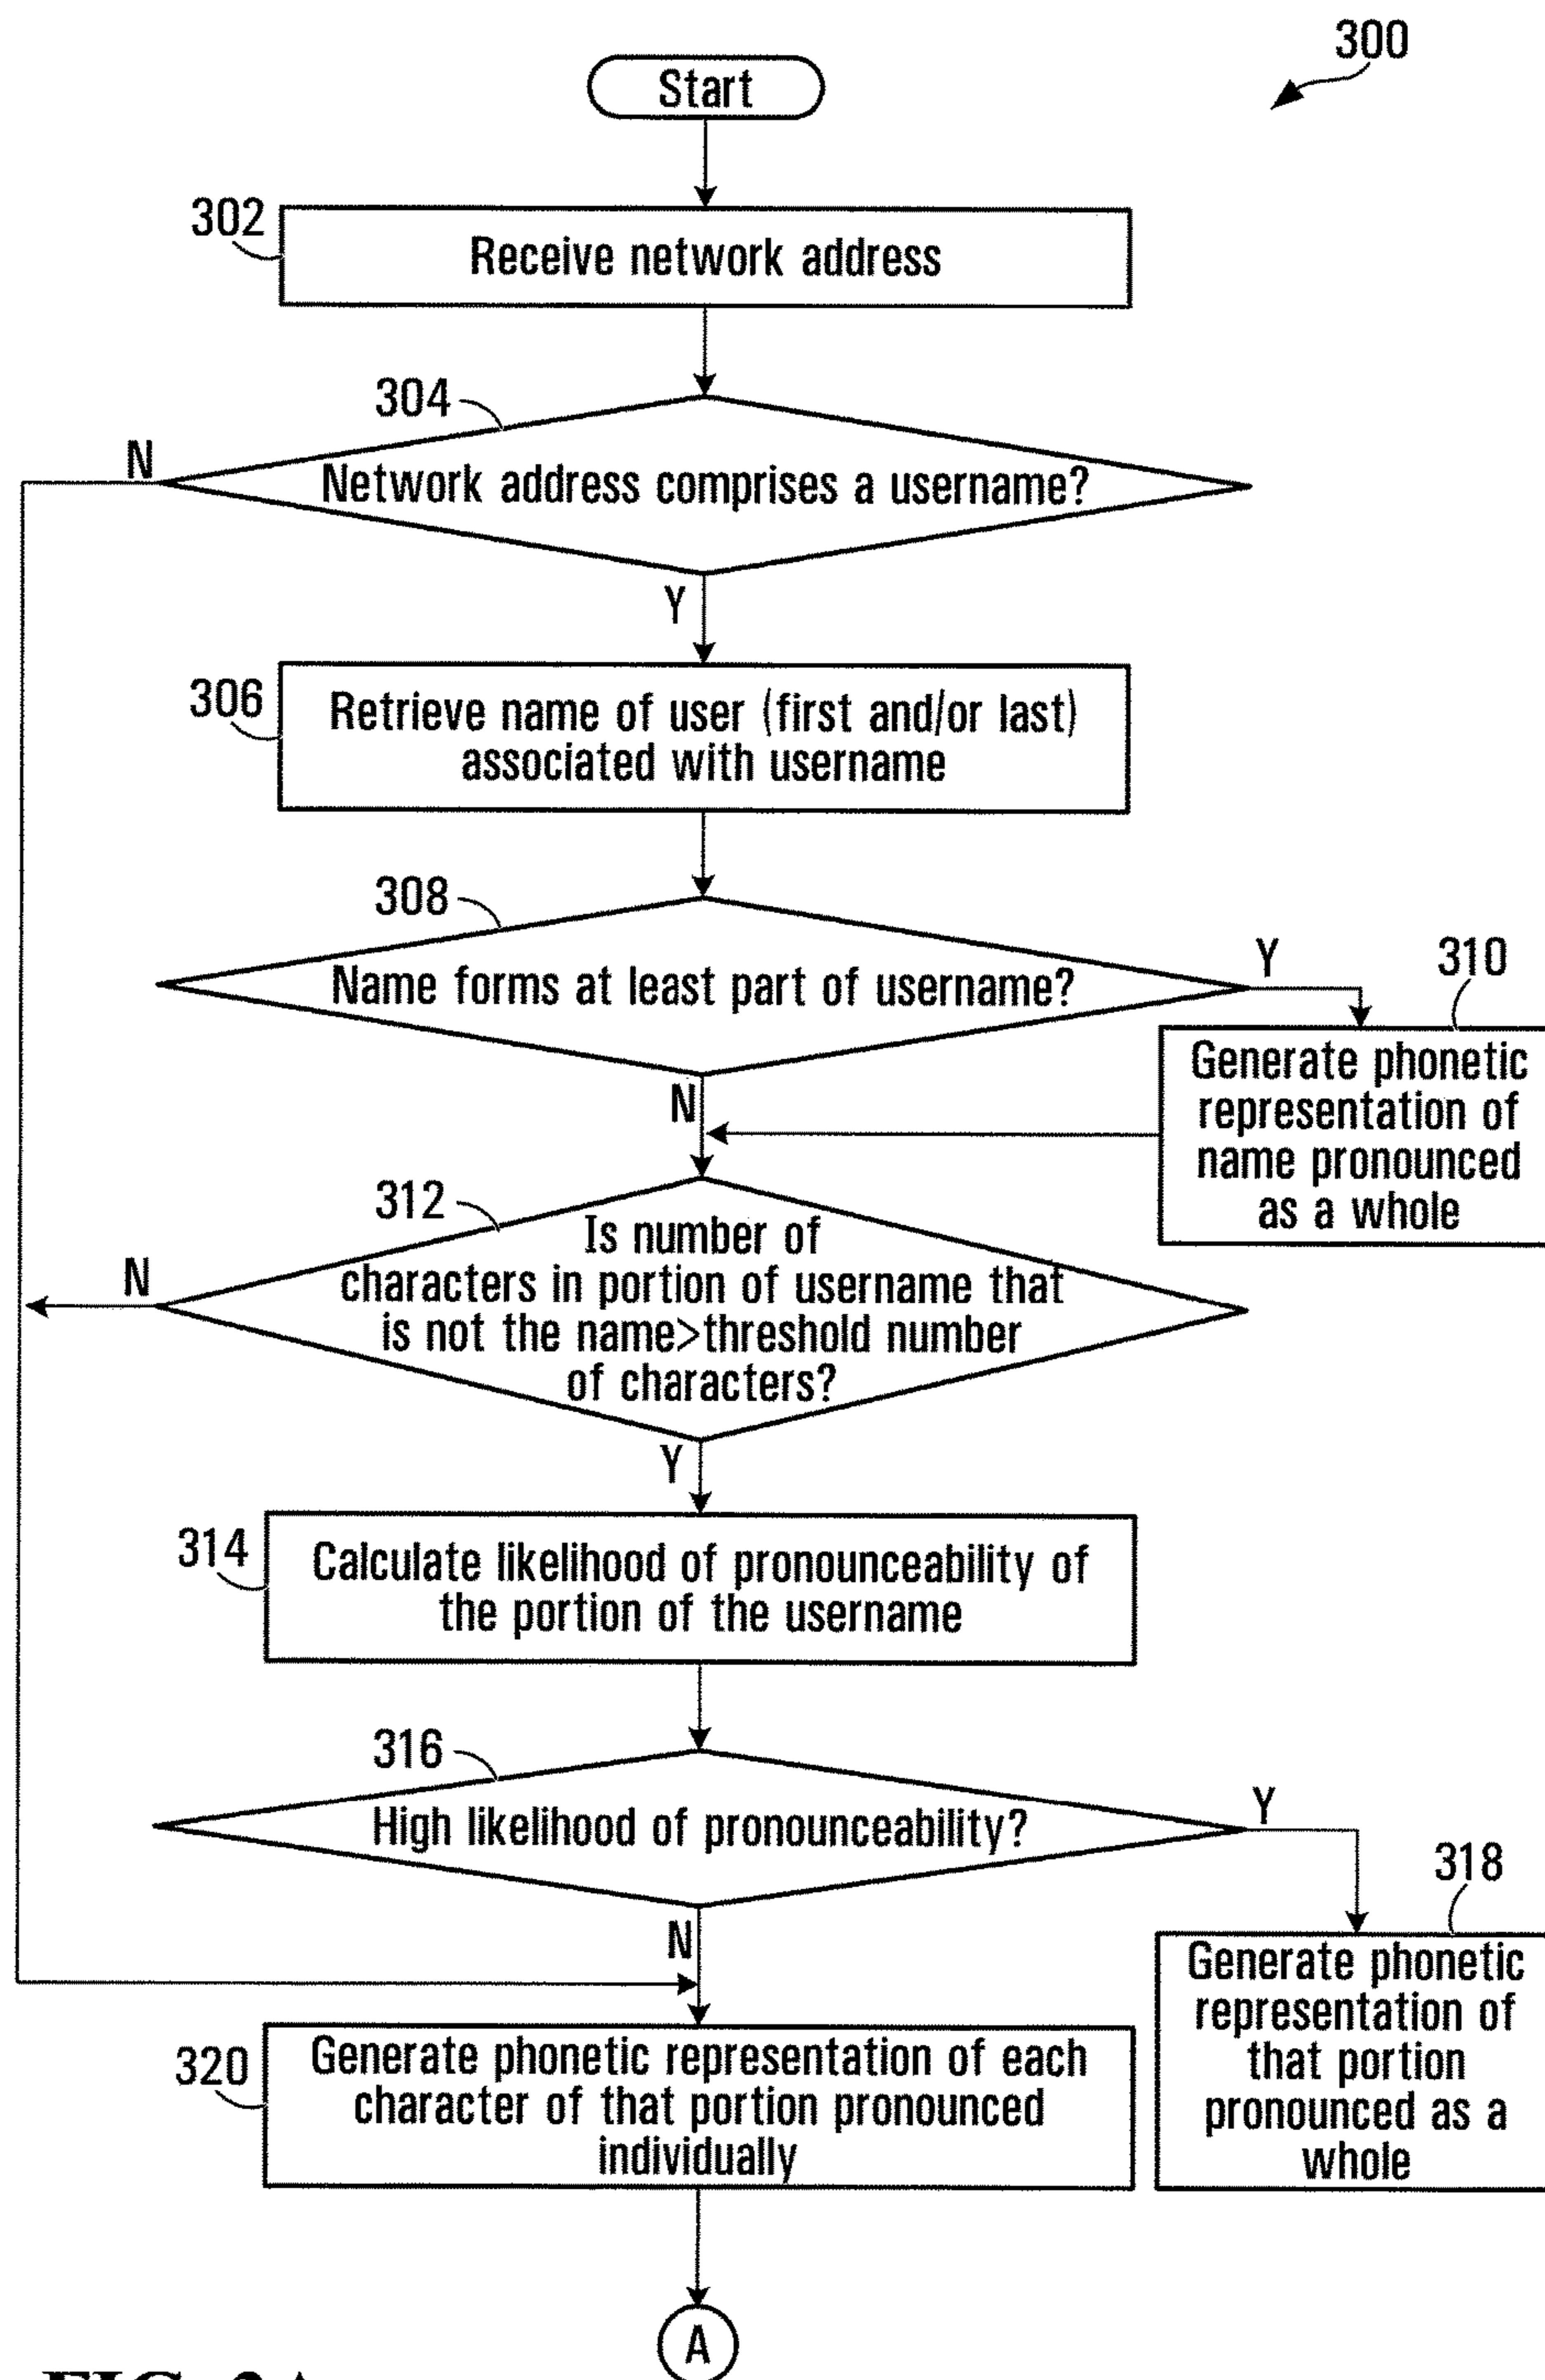 300
Start
302
Receive network address
304
N
Network address comprises a username?
Y
306
Retrieve name of user (first and/or last)
associated with username
308
Name forms at least part of username?
Y
310
Generate phonetic
representation of
name pronounced
as a whole
N
312
Is number of
characters in portion of username that
is not the name>threshold number
of characters?
N
Y
314
Calculate likelihood of pronounceability of
the portion of the username
316
High likelihood of pronounceability?
Y
318
Generate phonetic
representation of
that portion
pronounced as a
whole
N
320
Generate phonetic representation of each
character of that portion pronounced
individually
A